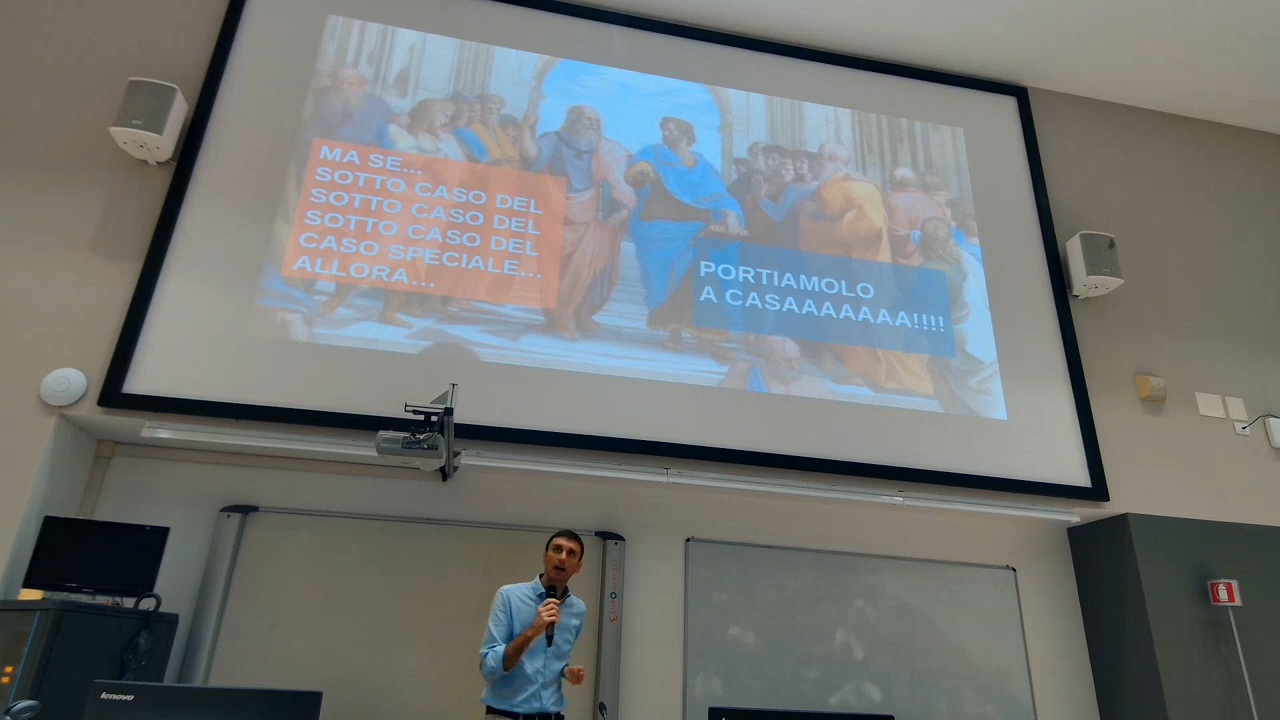 MA SE...
SOTTO CASO DEL
SOTTO CASO DEL
SOTTO CASO DEL
CASO SPECIALE...
ALLORA...
PORTIAMOLO
A CASAAAAAAA!!!!
lenovo